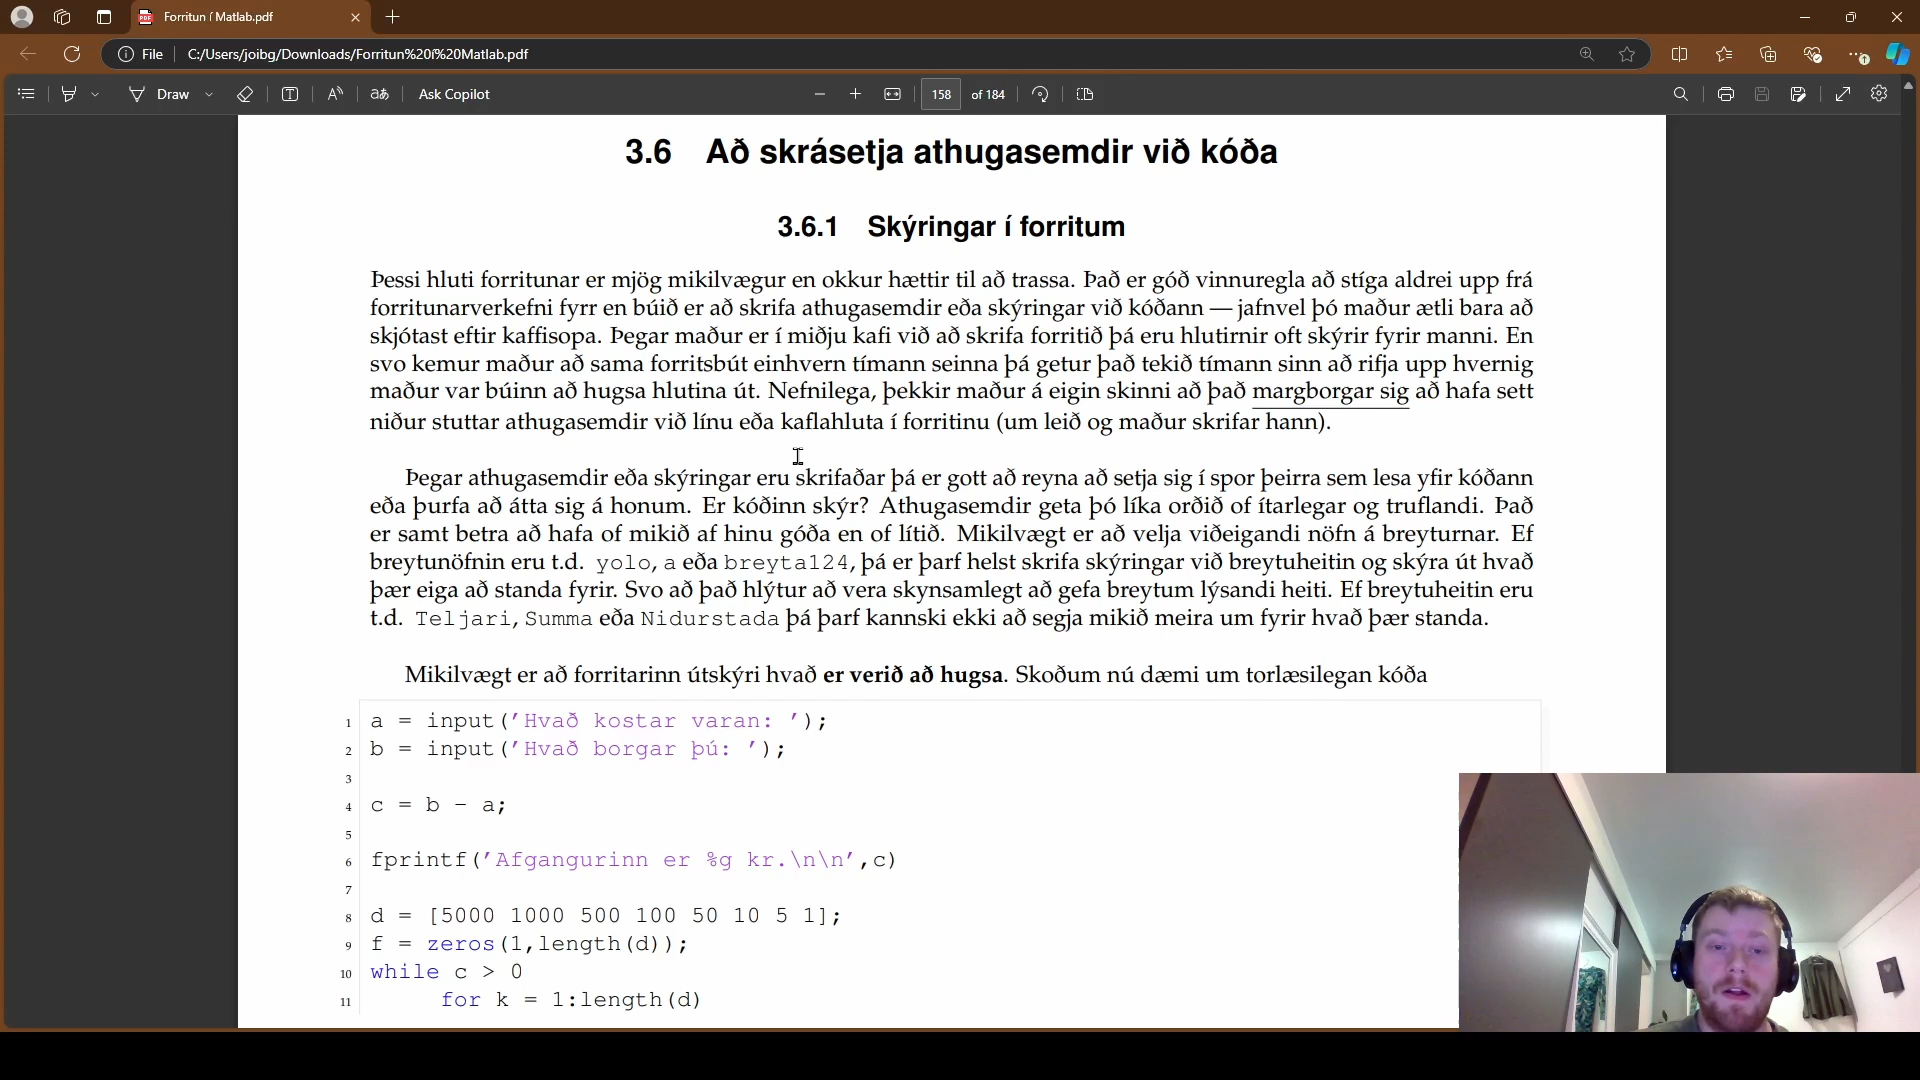 Forritun í Matlab.pdf
File
C:/Users/joibg/Downloads/Forritun%20í%20Matlab.pdf
Draw
Ask Copilot
158 of 184
3.6 Að skrásetja athugasemdir við kóða
3.6.1 Skýringar í forritum
Þessi hluti forritunar er mjög mikilvægur en okkur hættir til að trassa. Það er góð vinnuregla að stíga aldrei upp frá
forritunarverkefni fyrr en búið er að skrifa athugasemdir eða skýringar við kóðann — jafnvel þó maður ætli bara að
skjótast eftir kaffisopa. Þegar maður er í miðju kafi við að skrifa forritið þá eru hlutirnir oft skýrir fyrir manni. En
svo kemur maður að sama forritsbút einhvern tímann seinna þá getur það tekið tímann sinn að rifja upp hvernig
maður var búinn að hugsa hlutina út. Nefnilega, þekkir maður á eigin skinni að það margborgar sig að hafa sett
niður stuttar athugasemdir við línu eða kaflahluta í forritinu (um leið og maður skrifar hann).
Þegar athugasemdir eða skýringar eru skrifaðar þá er gott að reyna að setja sig í spor þeirra sem lesa yfir kóðann
eða þurfa að átta sig á honum. Er kóðinn skýr? Athugasemdir geta þó líka orðið of ítarlegar og truflandi. Það
er samt betra að hafa of mikið af hinu góða en of lítið. Mikilvægt er að velja viðeigandi nöfn á breyturnar. Ef
breytunöfnin eru t.d. yolo, a eða breyta124, þá er þarf helst skrifa skýringar við breytuheitin og skýra út hvað
þær eiga að standa fyrir. Svo að það hlýtur að vera skynsamlegt að gefa breytum lýsandi heiti. Ef breytuheitin eru
t.d. Teljari, Summa eða Nidurstada þá þarf kannski ekki að segja mikið meira um fyrir hvað þær standa.
Mikilvægt er að forritarinn útskýri hvað er verið að hugsa. Skoðum nú dæmi um torlæsilegan kóða
1 a = input('Hvað kostar varan: ');
2 b = input('Hvað borgar þú: ');
3
4 c = b - a;
5
6 fprintf('Afgangurinn er %g kr.\n\n',c)
7
8 d = [5000 1000 500 100 50 10 5 1];
9 f = zeros(1,length(d));
10 while c > 0
11 for k = 1:length(d)